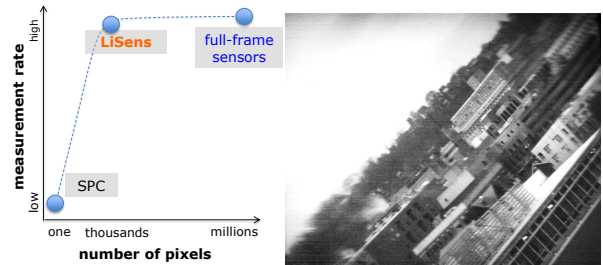 high
measurement rate
low
LiSens
full-frame
sensors
SPC
one
thousands
millions
number of pixels